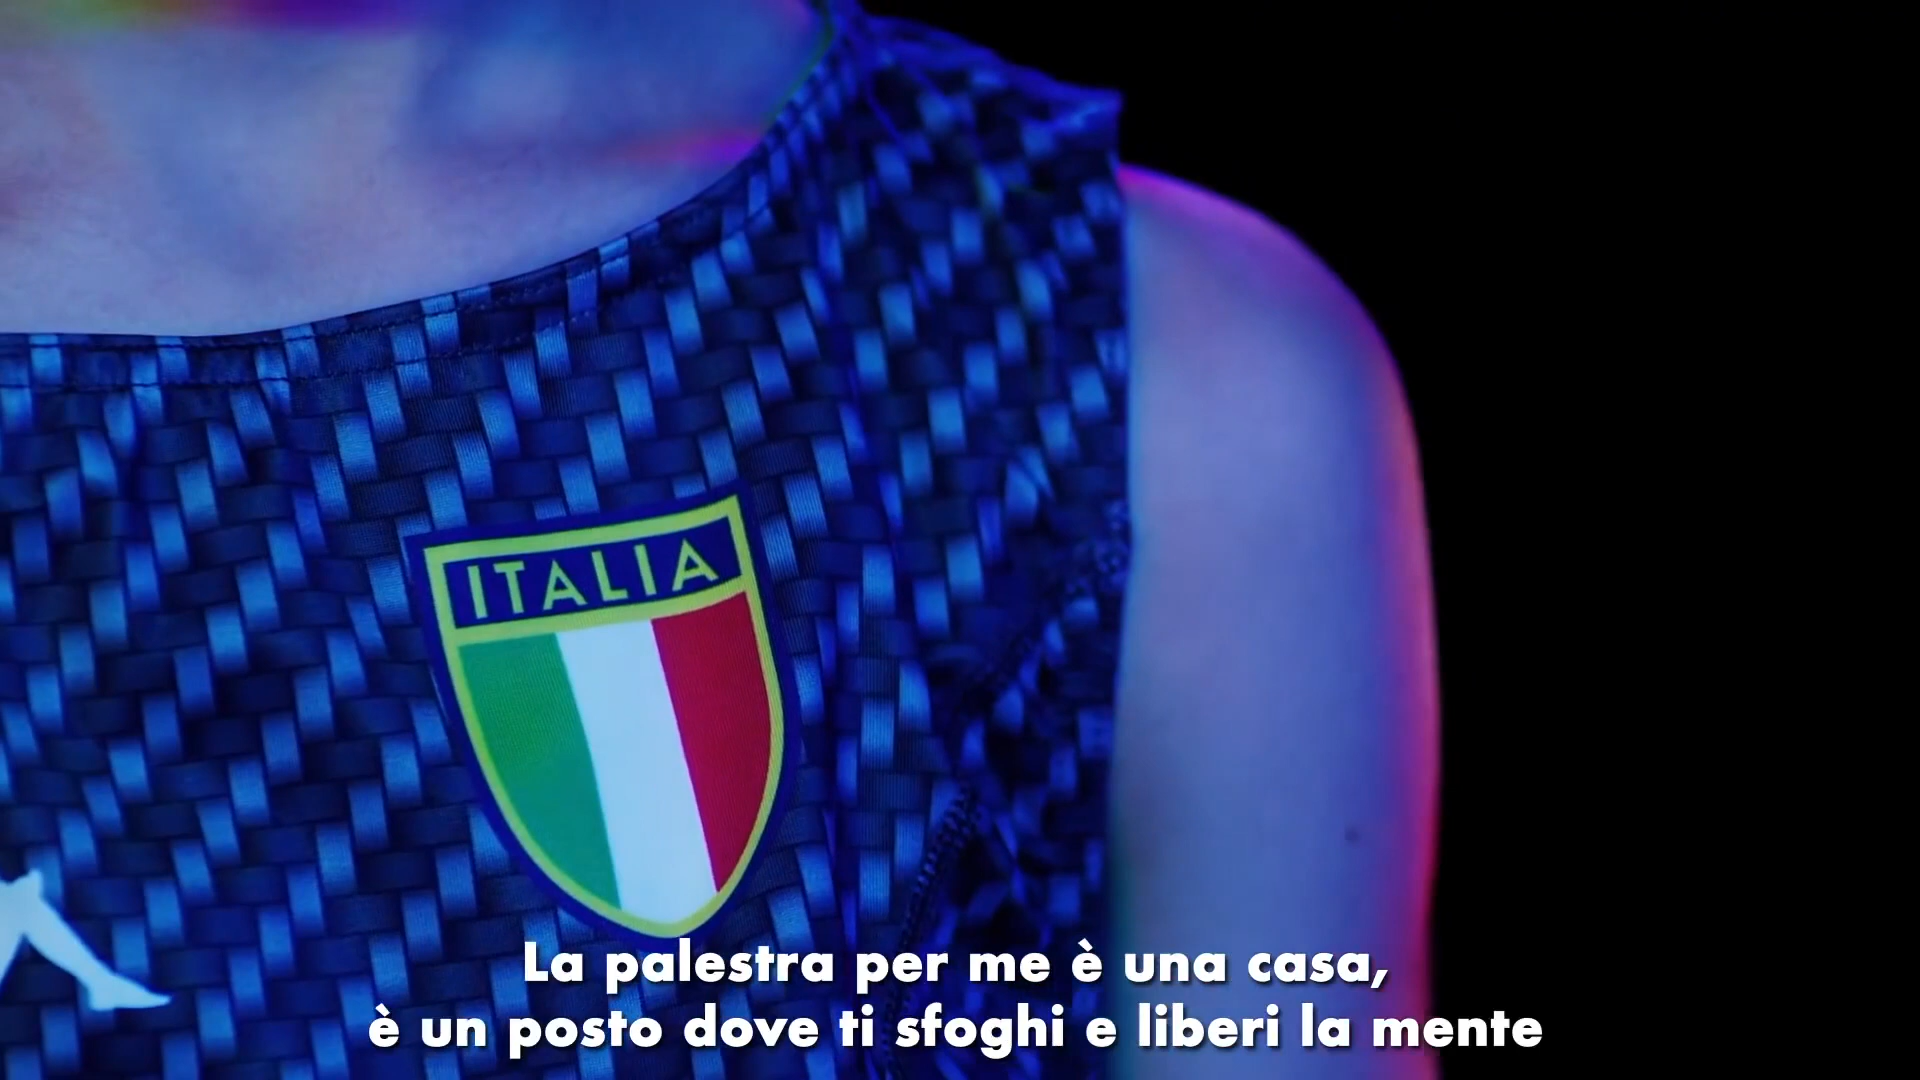 ITALIA
La palestra per me è una casa,
è un posto dove ti sfoghi e liberi la mente